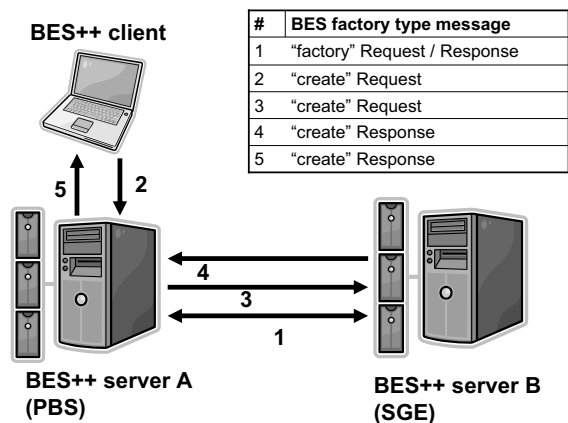 BES++ client
# BES factory type message
1 “factory” Request / Response
2 “create” Request
3 “create” Request
4 “create” Response
5 “create” Response
5
2
4
3
1
BES++ server A
(PBS)
BES++ server B
(SGE)